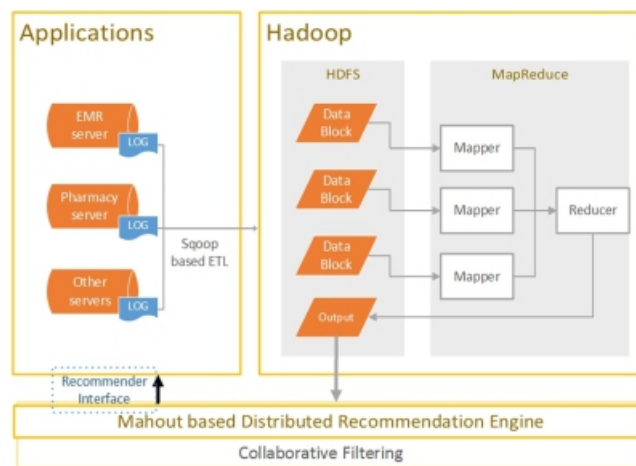 Applications
EMR
server
LOG
Pharmacy
server
LOG
Other
servers
LOG
Sqoop
based ETL
Hadoop
HDFS
MapReduce
Data
Block
Data
Block
Data
Block
Output
Mapper
Mapper
Mapper
Reducer
Recommender
Interface
Mahout based Distributed Recommendation Engine
Collaborative Filtering